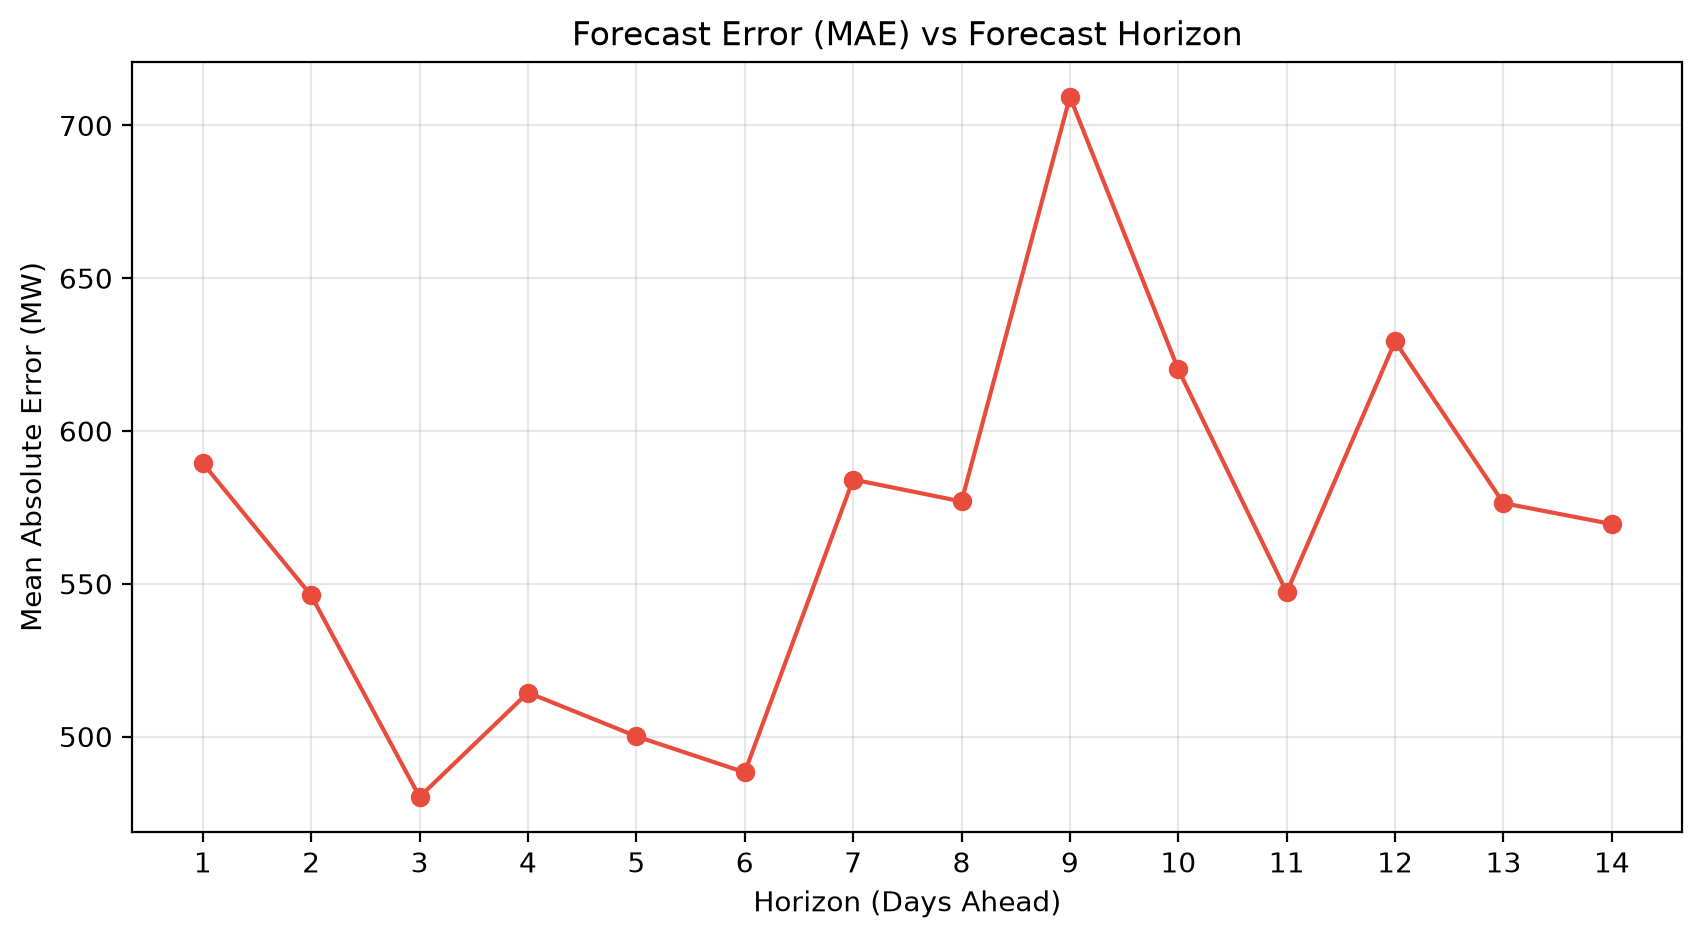 Forecast Error (MAE) vs Forecast Horizon
Mean Absolute Error (MW)
700
650
600
550
500
1 2 3 4 5 6 7 8 9 10 11 12 13 14
Horizon (Days Ahead)